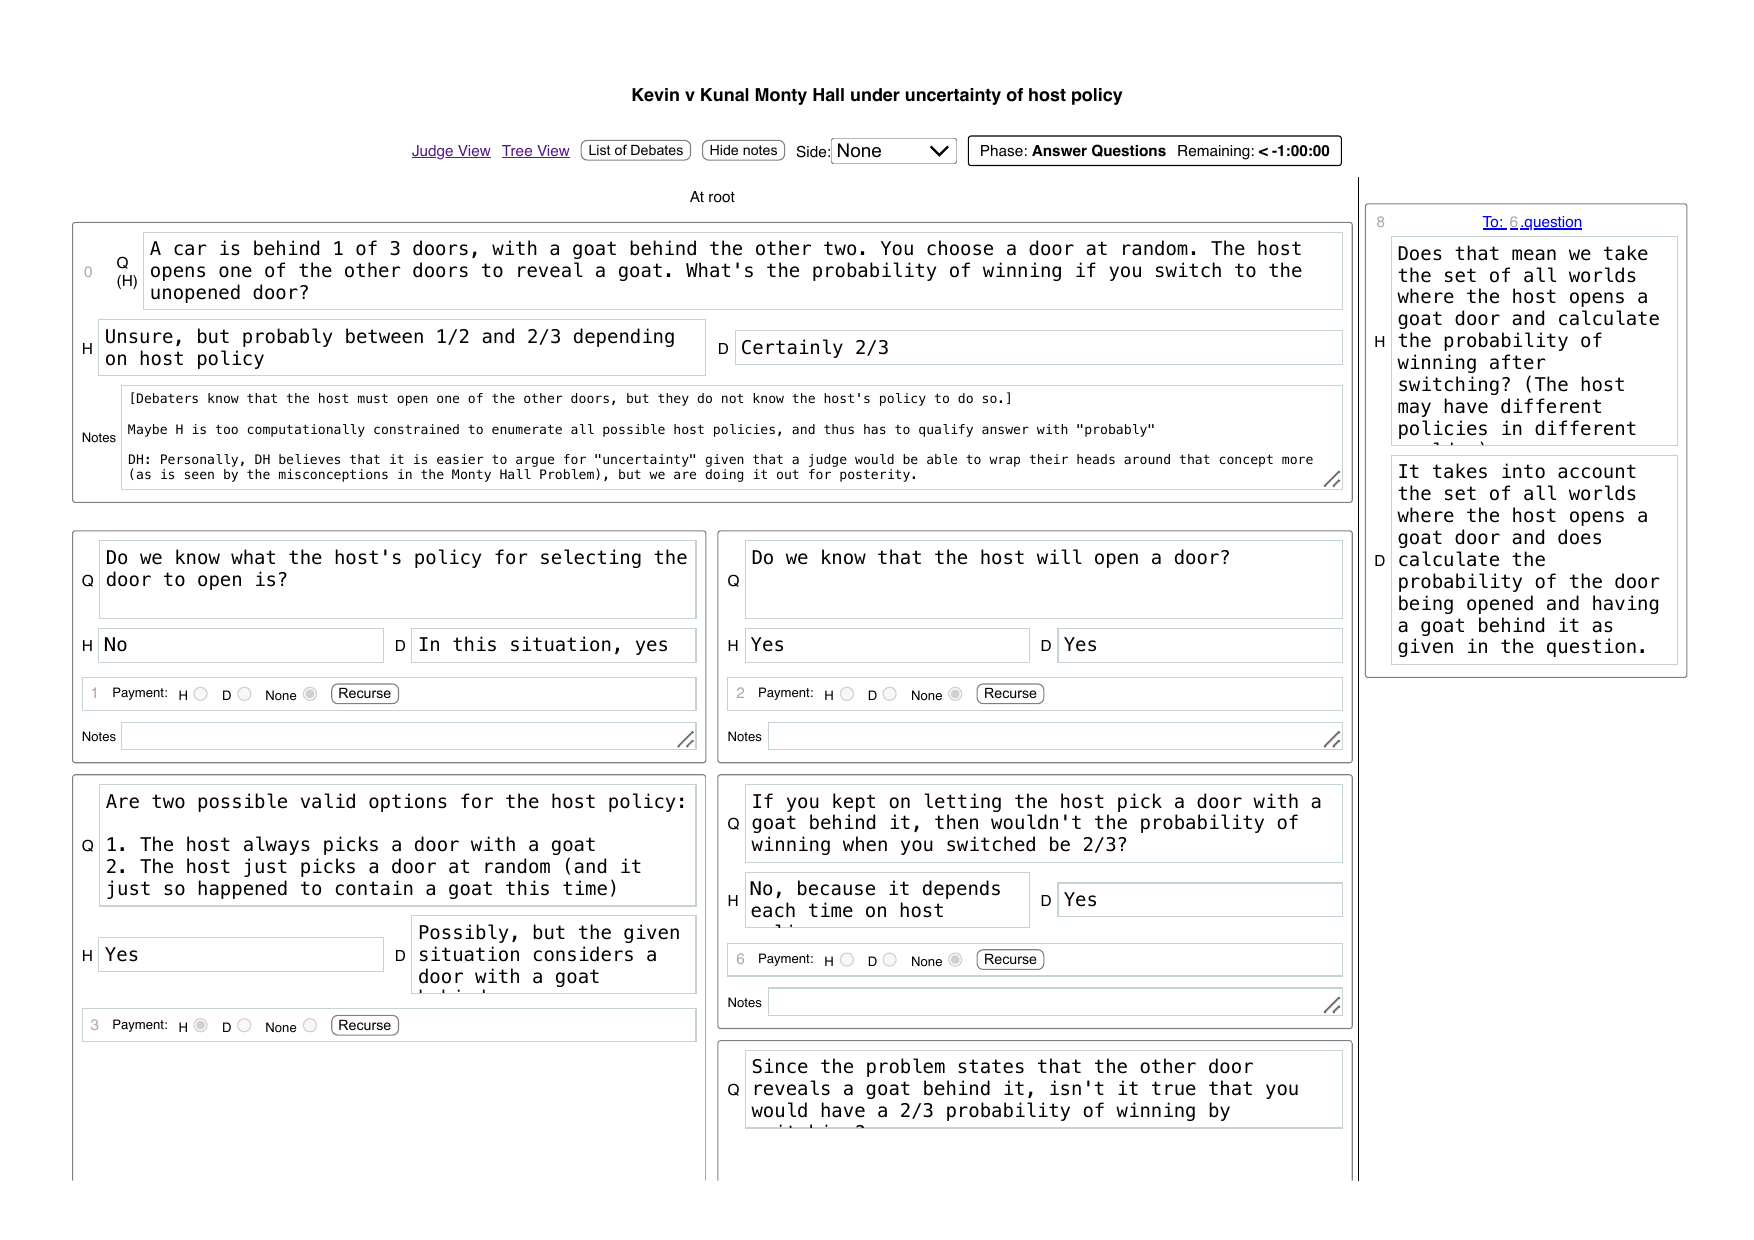 Kevin v Kunal Monty Hall under uncertainty of host policy
Judge View Tree View List of Debates Hide notes Side: None Phase: Answer Questions Remaining: < -1:00:00
At root
0 Q (H)
A car is behind 1 of 3 doors, with a goat behind the other two. You choose a door at random. The host
opens one of the other doors to reveal a goat. What's the probability of winning if you switch to the
unopened door?
H
Unsure, but probably between 1/2 and 2/3 depending
on host policy
D Certainly 2/3
Notes
[Debaters know that the host must open one of the other doors, but they do not know the host's policy to do so.]
Maybe H is too computationally constrained to enumerate all possible host policies, and thus has to qualify answer with "probably"
DH: Personally, DH believes that it is easier to argue for "uncertainty" given that a judge would be able to wrap their heads around that concept more
(as is seen by the misconceptions in the Monty Hall Problem), but we are doing it out for posterity.
Q
Do we know what the host's policy for selecting the
door to open is?
H No D In this situation, yes
1 Payment: H D None Recurse
Notes
Are two possible valid options for the host policy:
Q
1. The host always picks a door with a goat
2. The host just picks a door at random (and it
just so happened to contain a goat this time)
H Yes D
Possibly, but the given
situation considers a
door with a goat
3 Payment: H D None Recurse
Q Do we know that the host will open a door?
H Yes D Yes
2 Payment: H D None Recurse
Notes
Q
If you kept on letting the host pick a door with a
goat behind it, then wouldn't the probability of
winning when you switched be 2/3?
H
No, because it depends
each time on host
D Yes
6 Payment: H D None Recurse
Notes
Q
Since the problem states that the other door
reveals a goat behind it, isn't it true that you
would have a 2/3 probability of winning by
8 To: 6.question
H
Does that mean we take
the set of all worlds
where the host opens a
goat door and calculate
the probability of
winning after
switching? (The host
may have different
policies in different
D
It takes into account
the set of all worlds
where the host opens a
goat door and does
calculate the
probability of the door
being opened and having
a goat behind it as
given in the question.